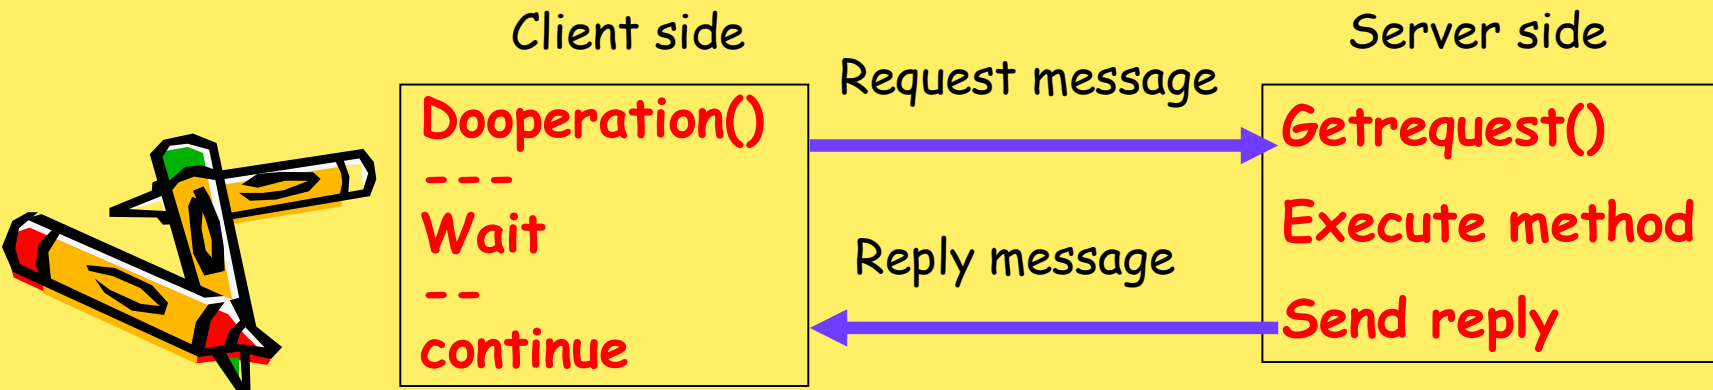 Client side
Server side
Request message
Dooperation()
---
Wait
--
continue
Getrequest()
Execute method
Send reply
Reply message